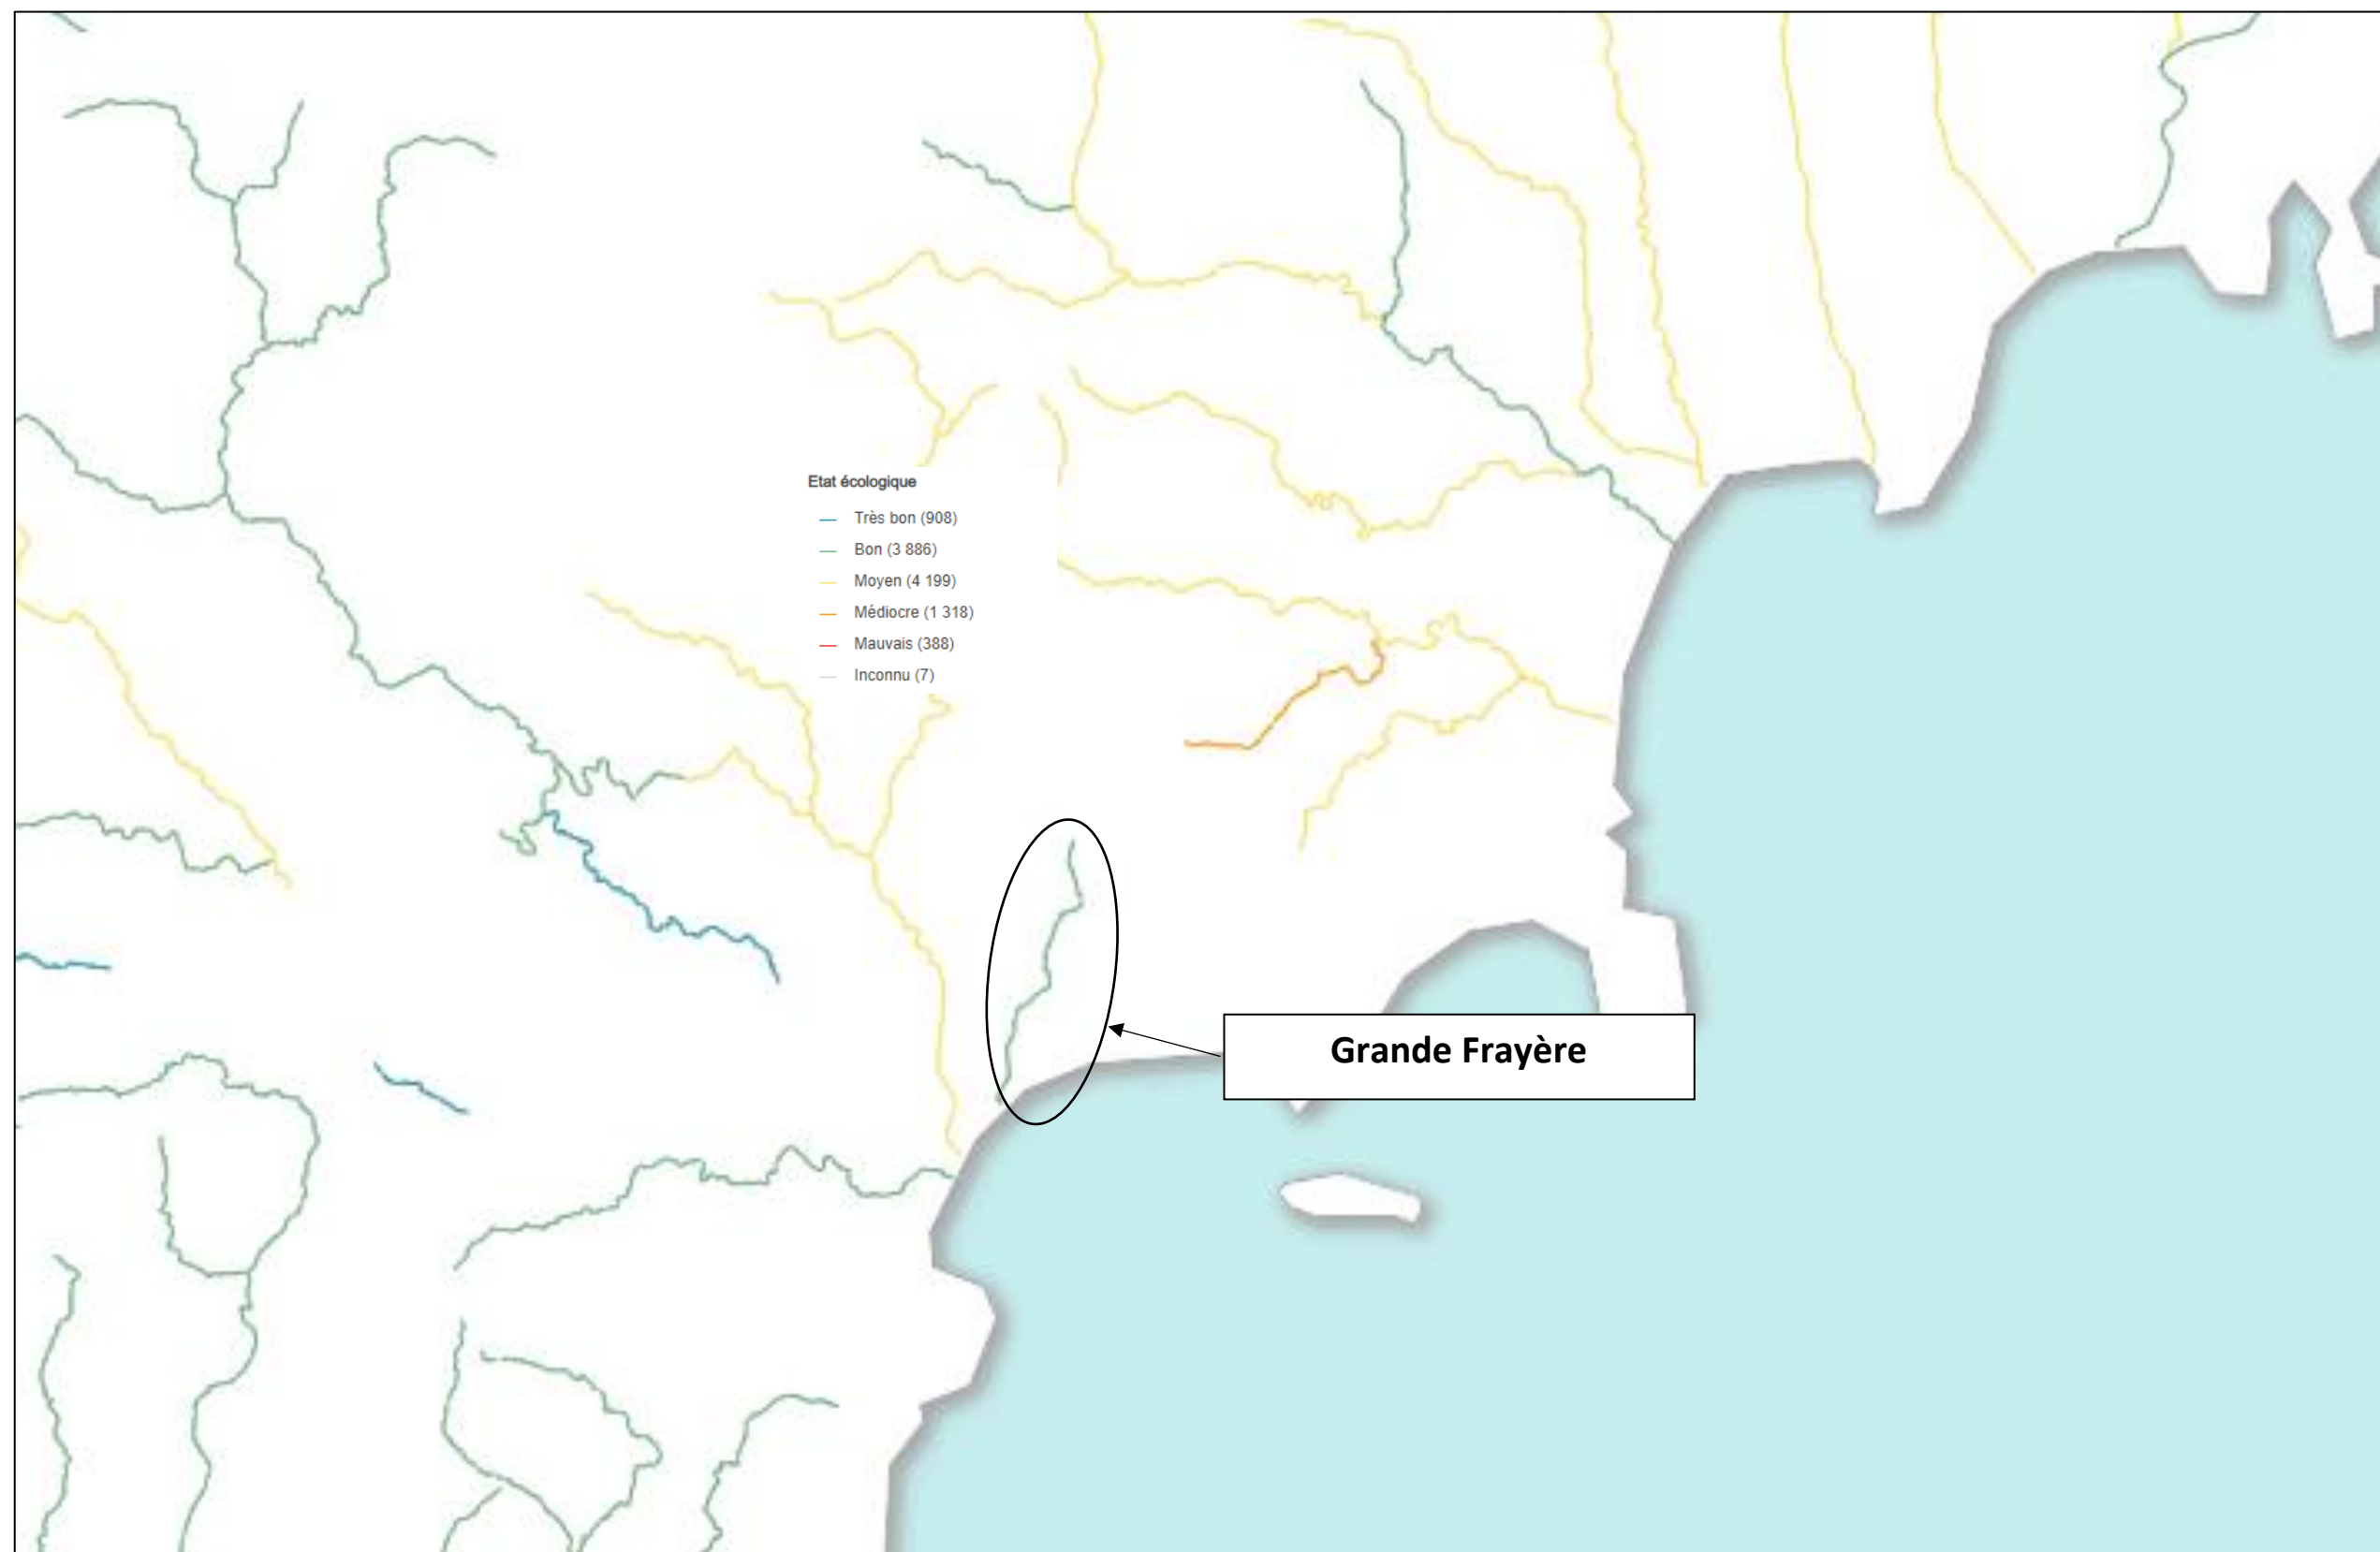 Etat écologique
Très bon (908)
Bon (3 886)
Moyen (4 199)
Médiocre (1 318)
Mauvais (388)
Inconnu (7)
Grande Frayère